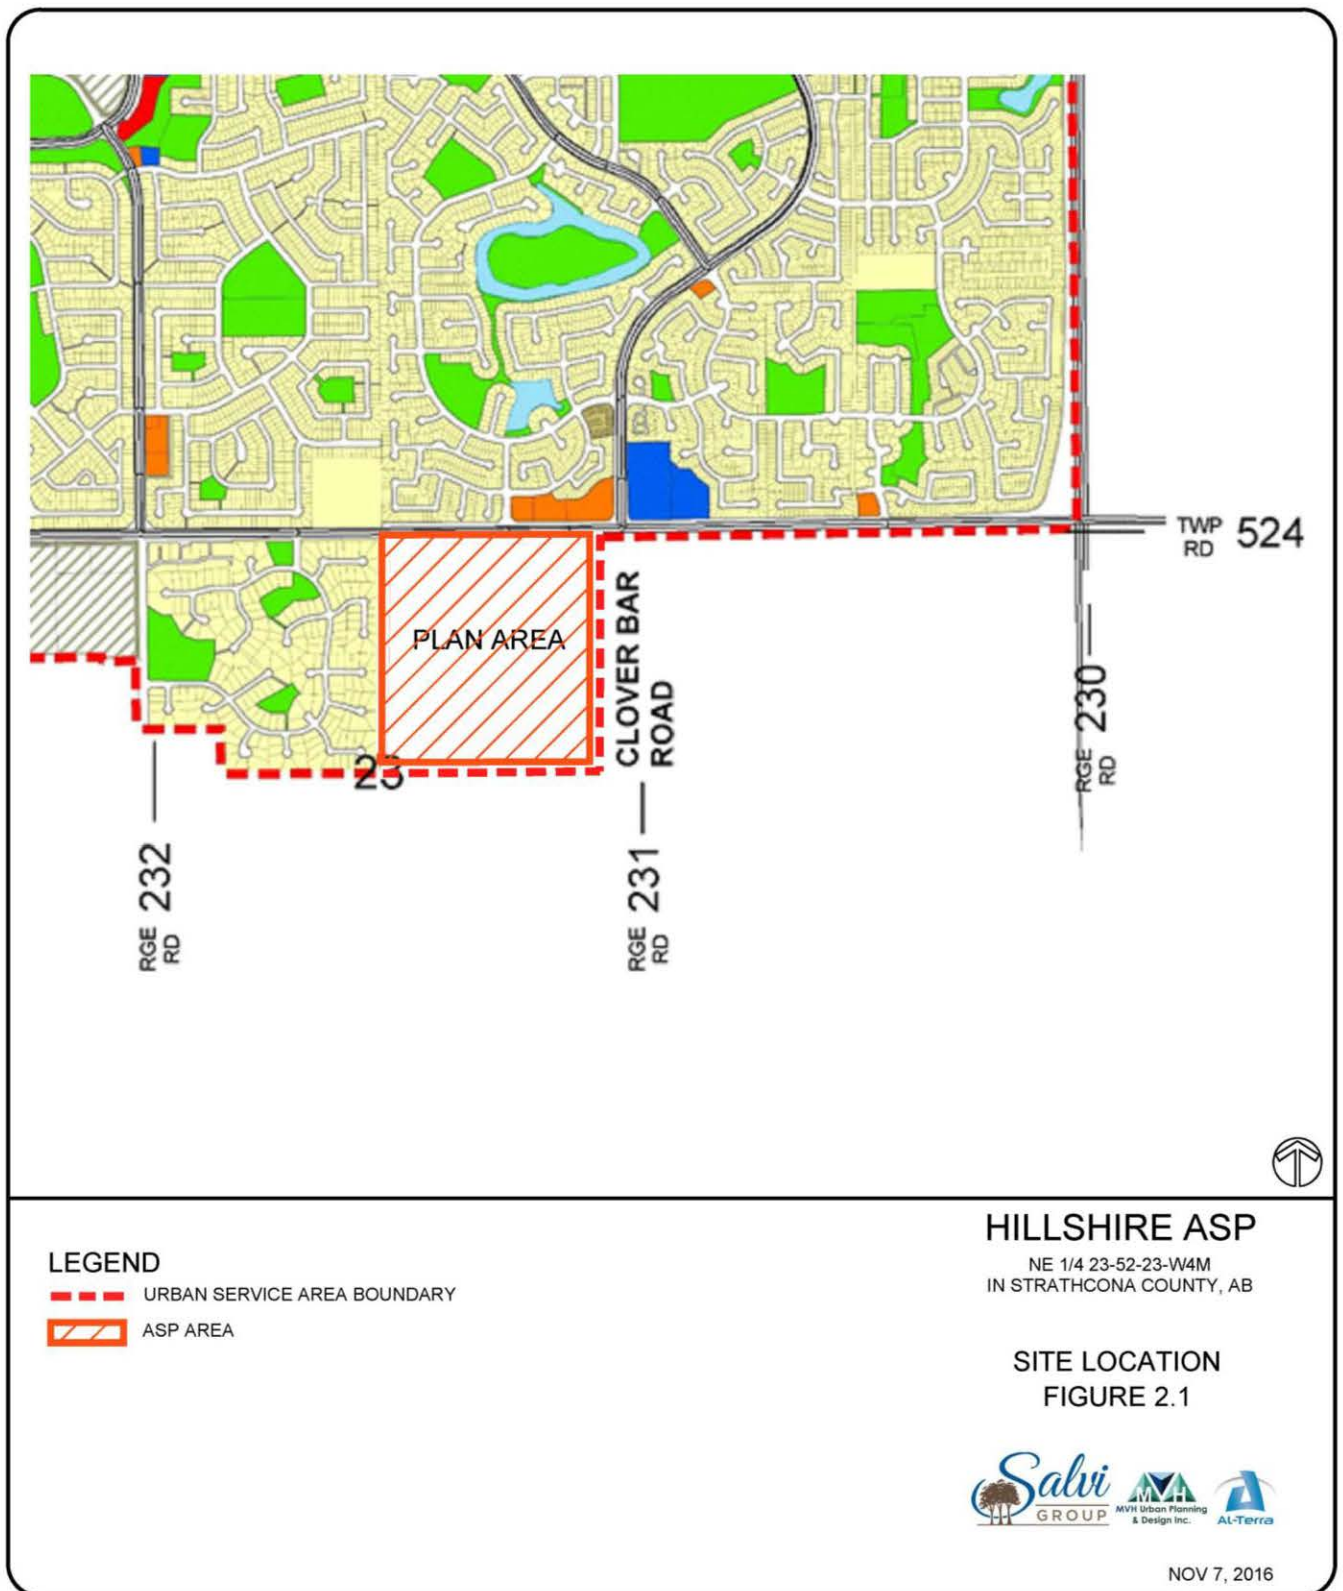 TWP
RD 524
PLAN AREA
CLOVER BAR
ROAD
23
RGE 230
RD
RGE 232
RD
RGE 231
RD
LEGEND
URBAN SERVICE AREA BOUNDARY
ASP AREA
HILLSHIRE ASP
NE 1/4 23-52-23-W4M
IN STRATHCONA COUNTY, AB
SITE LOCATION
FIGURE 2.1
Salvi
GROUP
MVH
MVH Urban Planning
& Design Inc.
AL-Terra
NOV 7, 2016